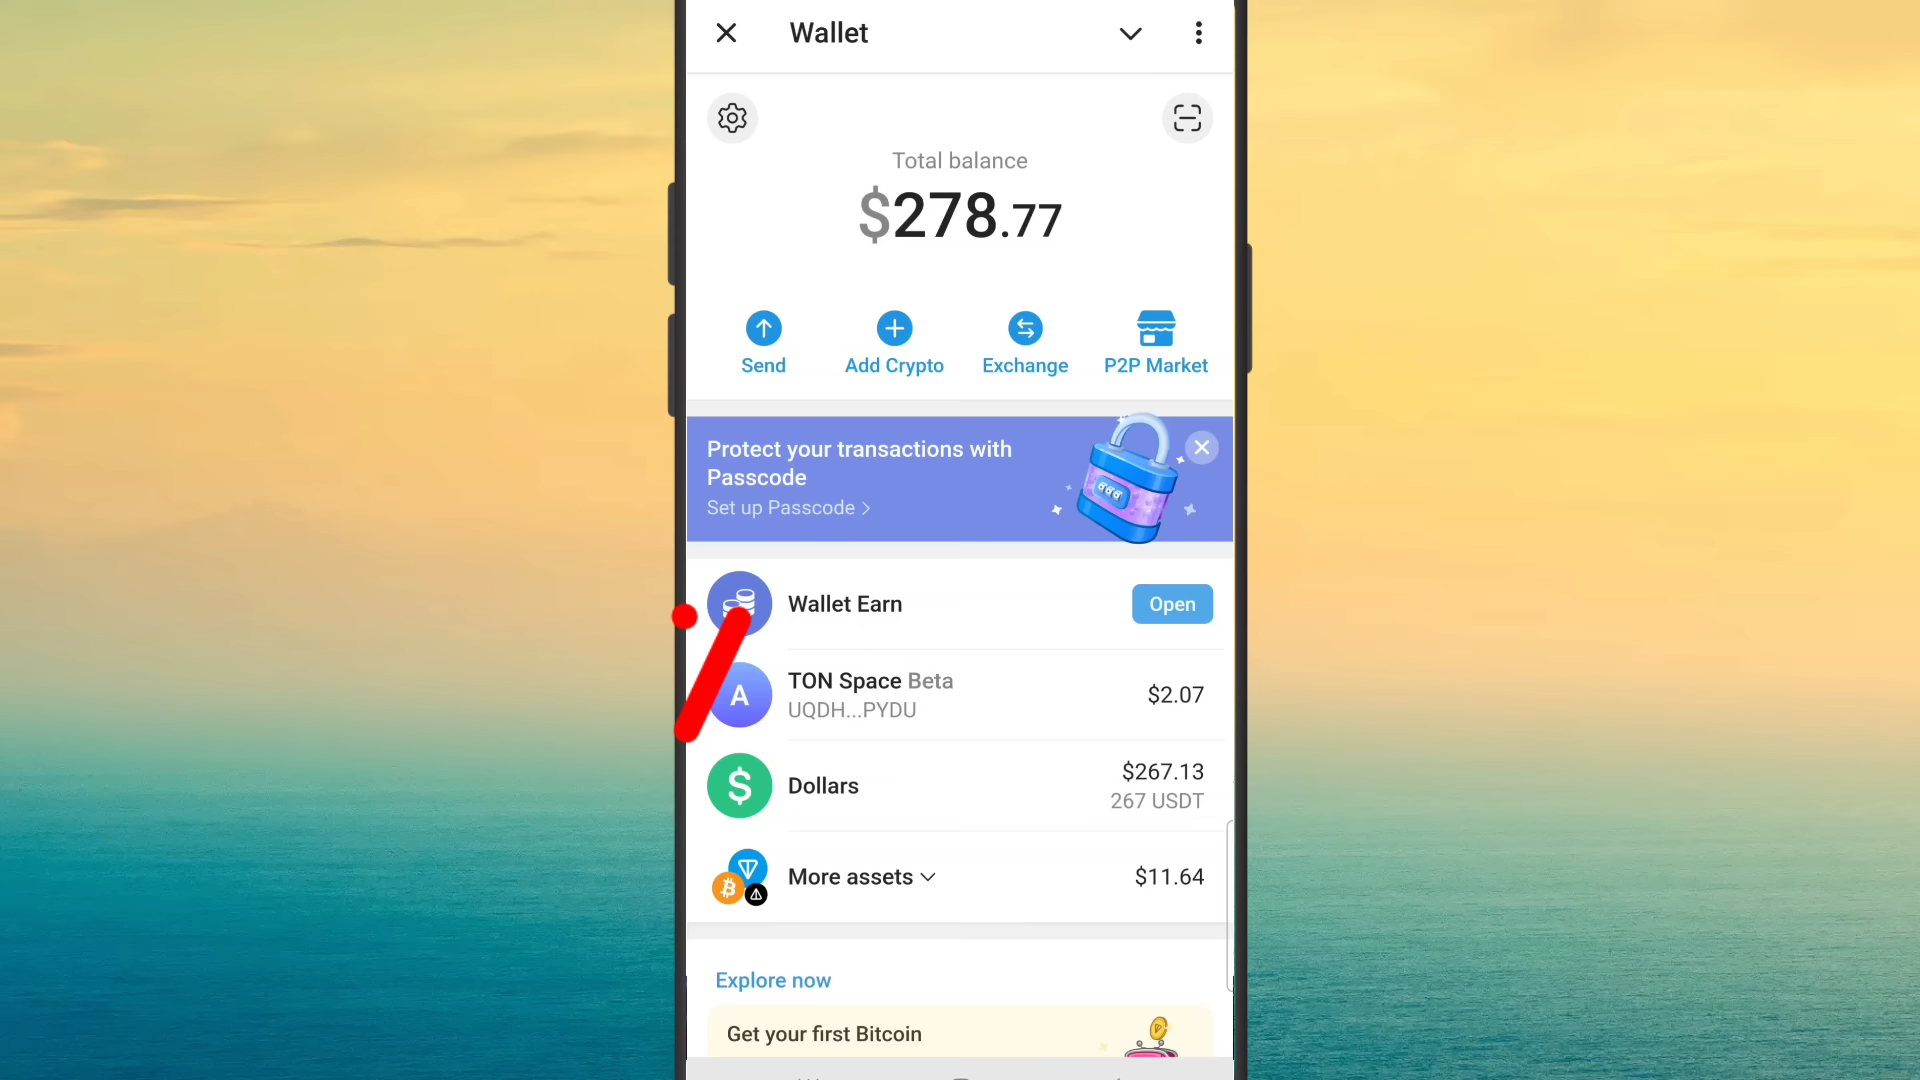 Wallet
Total balance
$278.77
Send
Add Crypto
Exchange
P2P Market
Protect your transactions with
Passcode
Set up Passcode >
Wallet Earn
Open
A
TON Space Beta
UQDH...PYDU
$2.07
$
Dollars
$267.13
267 USDT
More assets
$11.64
Explore now
Get your first Bitcoin